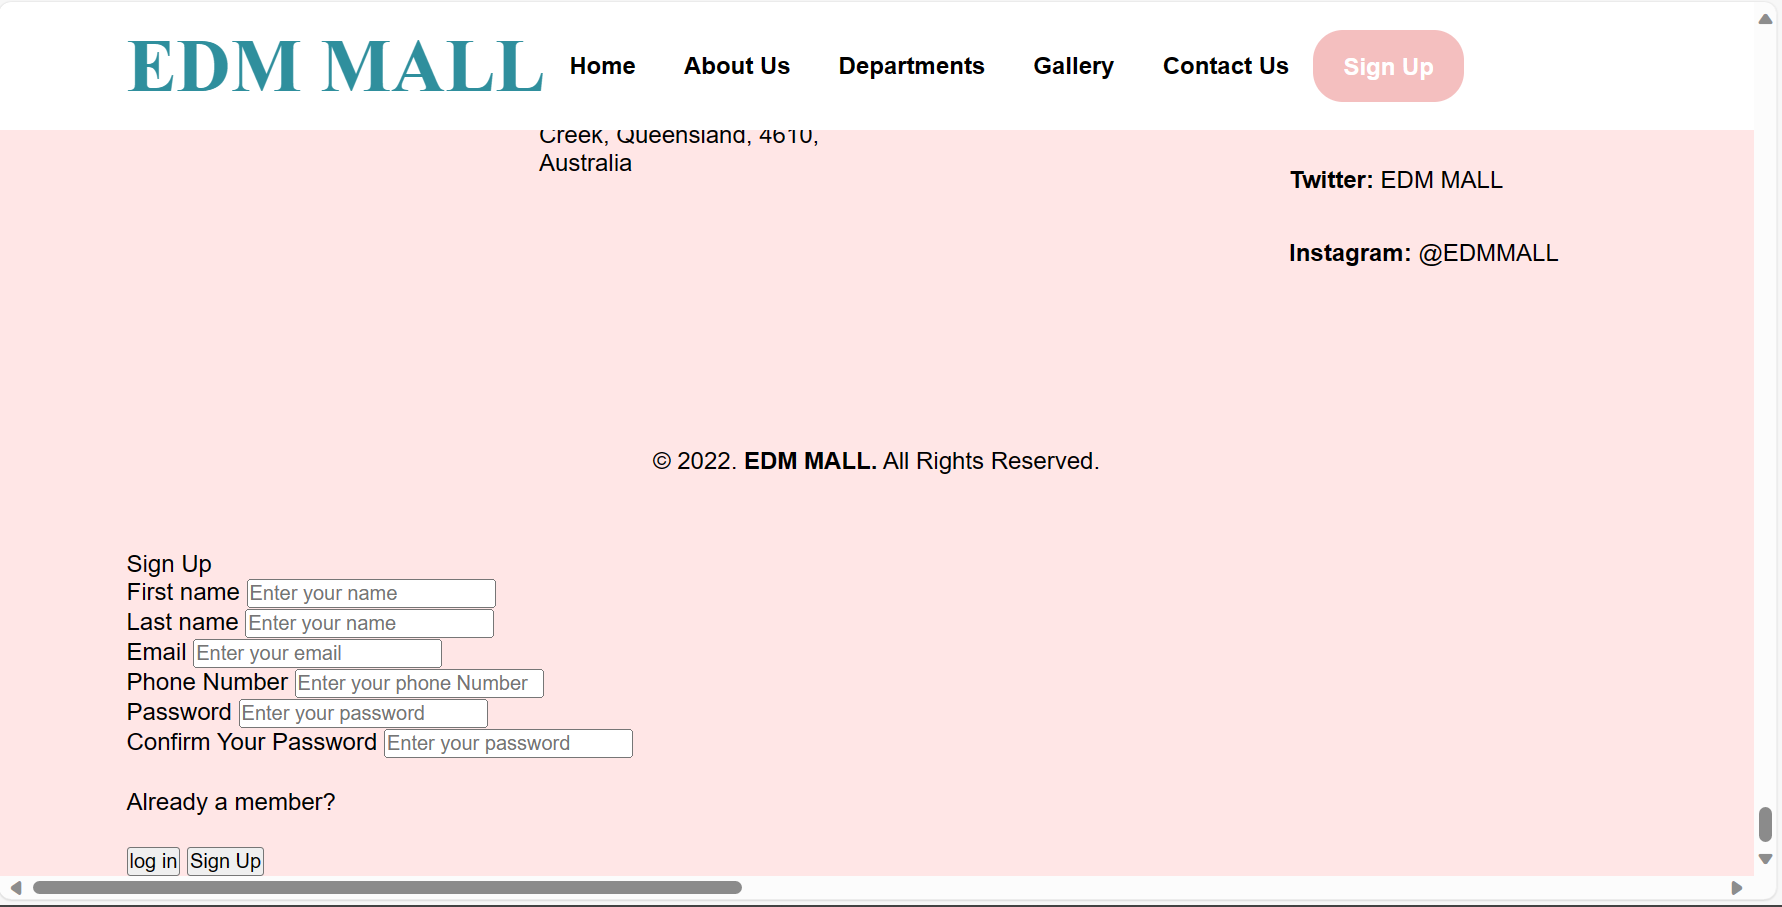 EDM MALL Home About Us Departments Gallery Contact Us Sign Up
Creek, Queensland, 4610,
Australia
Twitter: EDM MALL
Instagram: @EDMMALL
© 2022. EDM MALL. All Rights Reserved.
Sign Up
First name Enter your name
Last name Enter your name
Email Enter your email
Phone Number Enter your phone Number
Password Enter your password
Confirm Your Password Enter your password
Already a member?
log in Sign Up